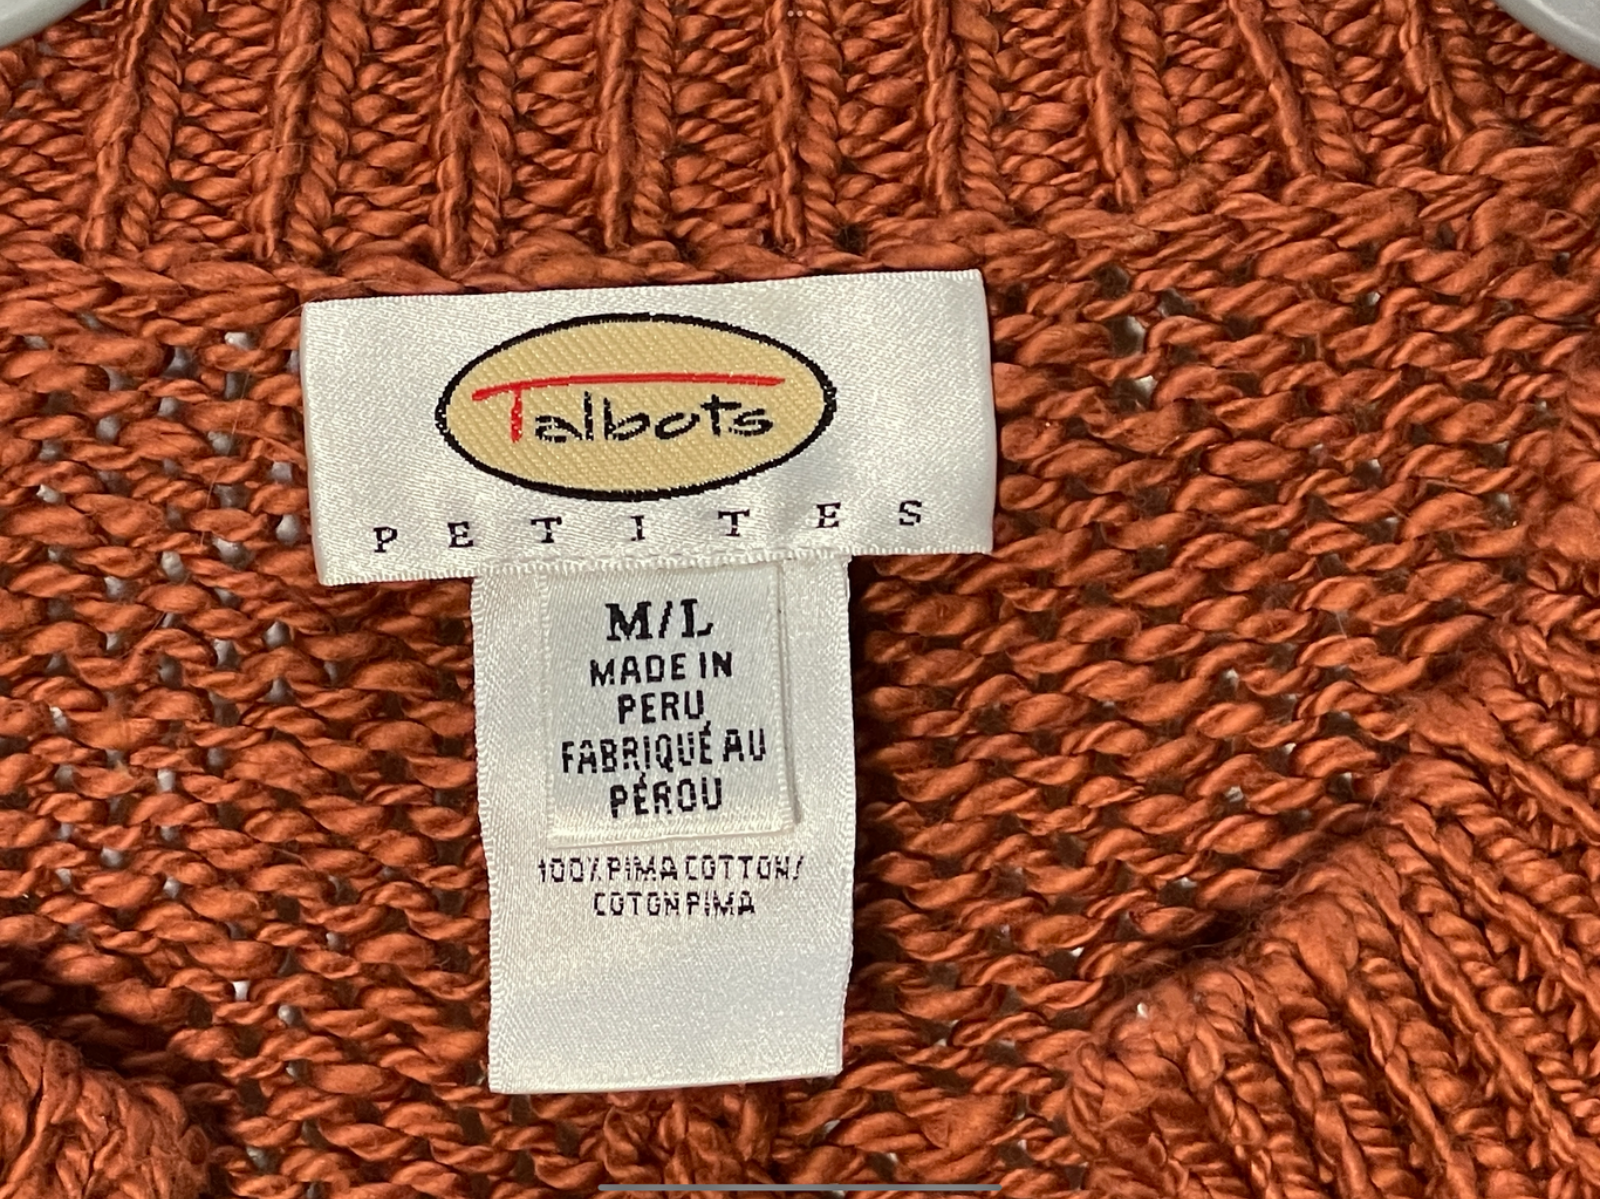 Talbots
PETITES
M/L
MADE IN
PERU
FABRIQUÉ AU
PÉROU
100% PIMA COTTON/
COTON PIMA